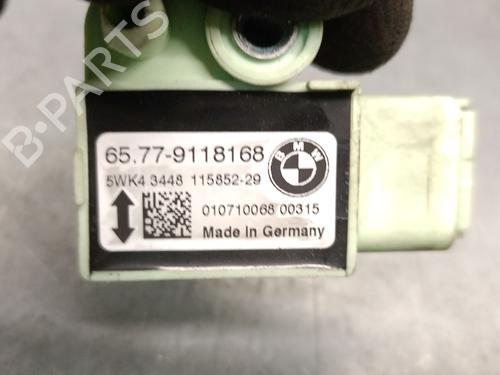 B-PARTS
65.77-9118168
5WK4 3448 115852-29
BMW
010710068 00315
Made in Germany